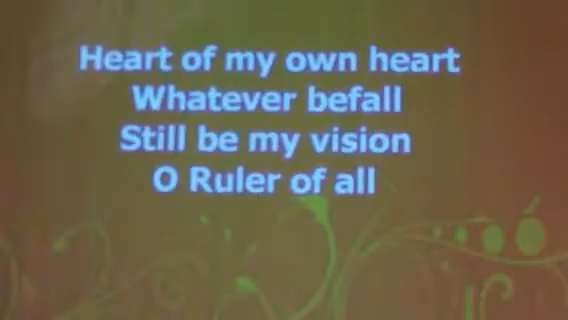 Heart of my own heart
Whatever befall
Still be my vision
O Ruler of all